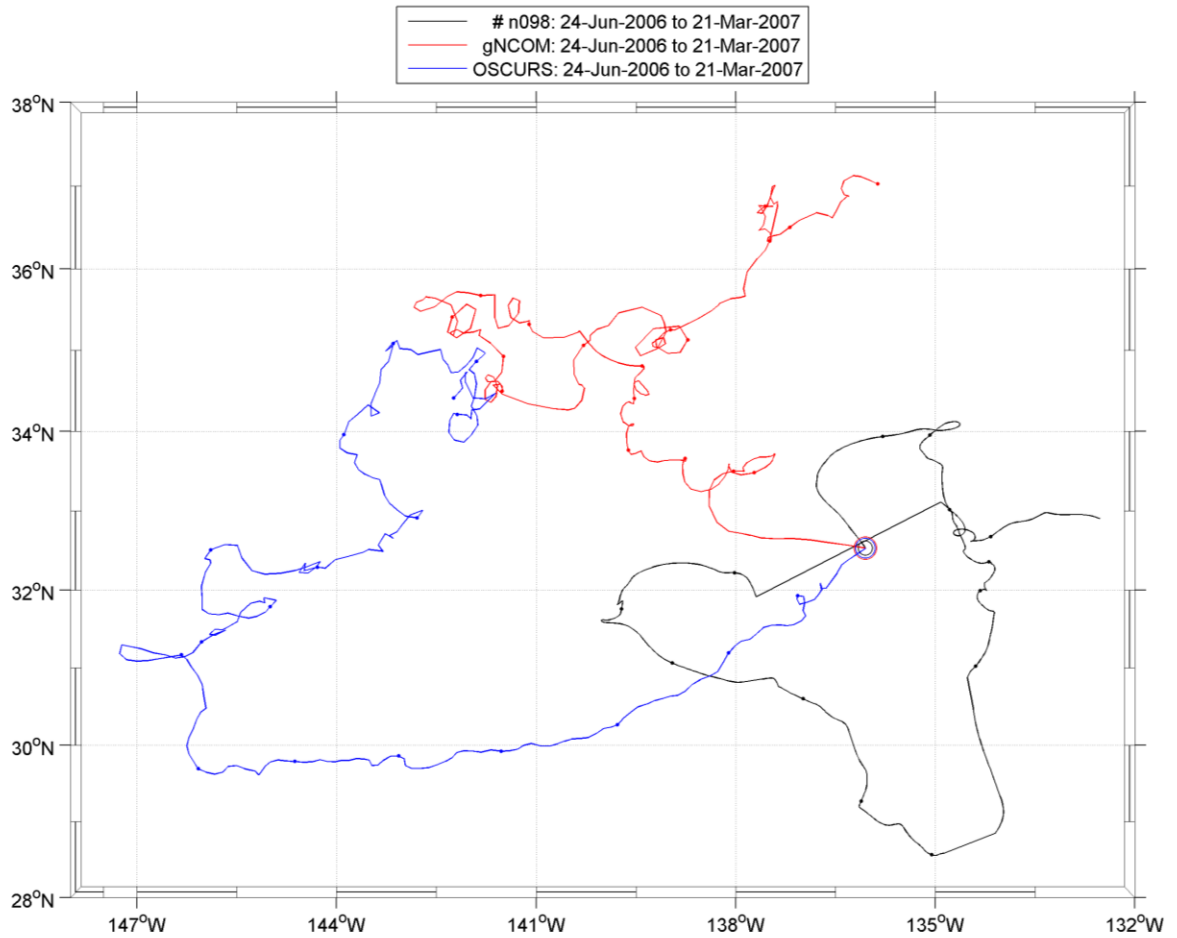 # n098: 24-Jun-2006 to 21-Mar-2007
gNCOM: 24-Jun-2006 to 21-Mar-2007
OSCURS: 24-Jun-2006 to 21-Mar-2007
38°N
36°N
34°N
32°N
30°N
28°N
147°W 144°W 141°W 138°W 135°W 132°W